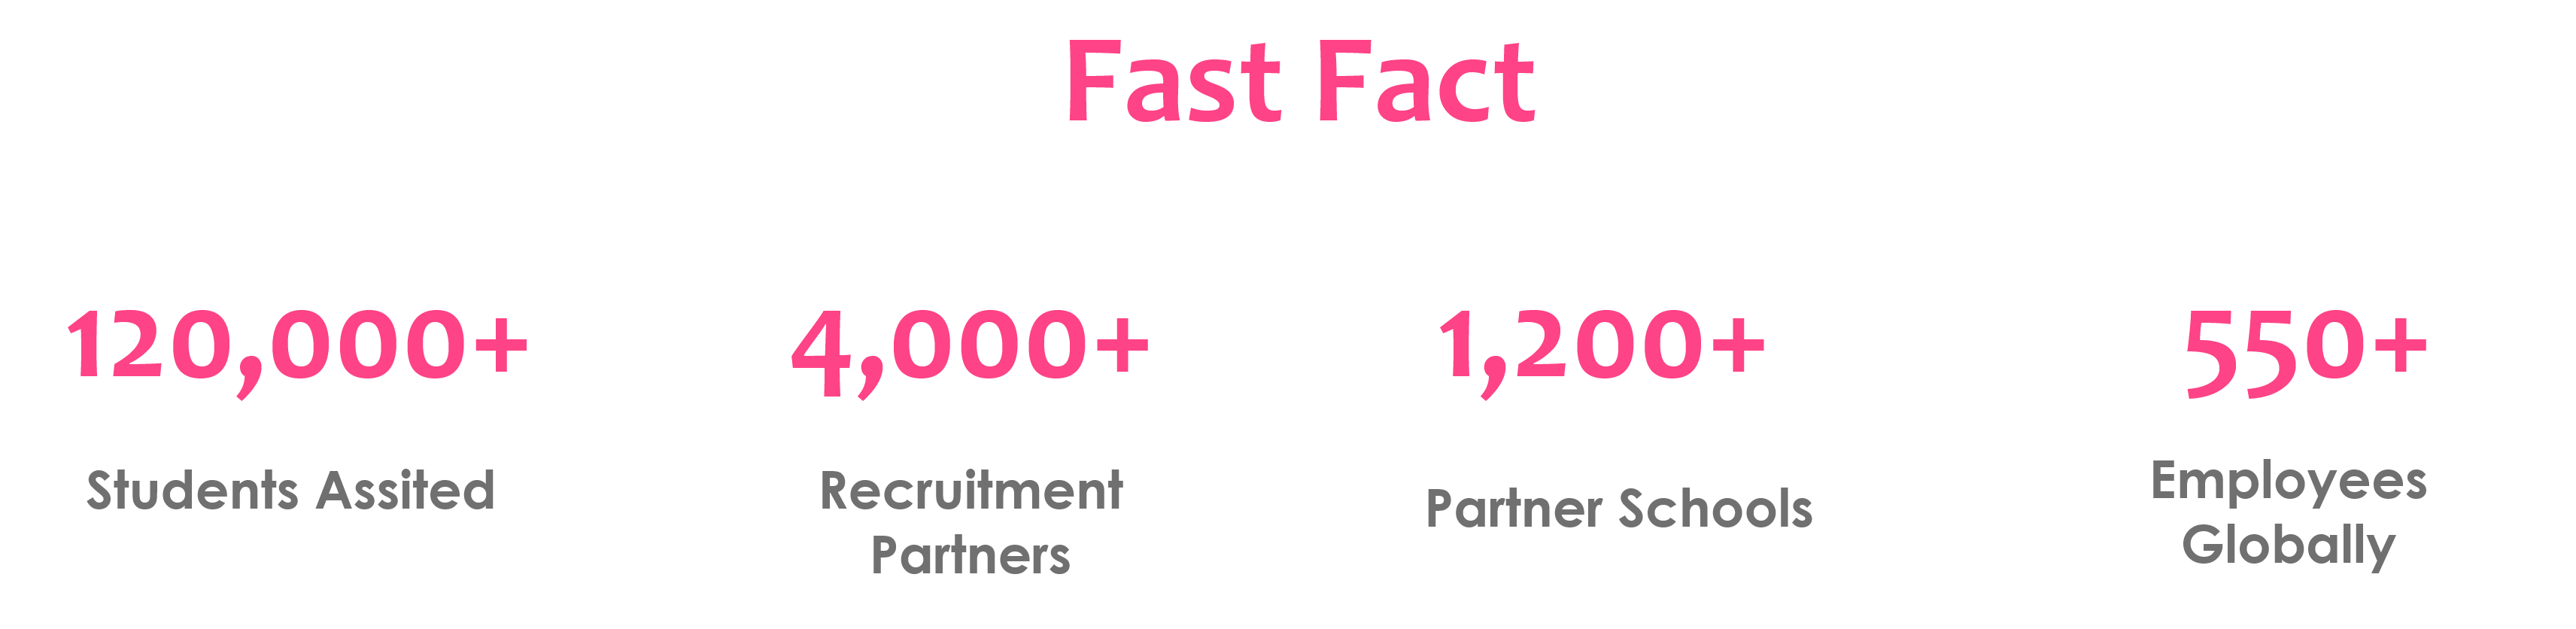 Fast Fact
120,000+
4,000+
1,200+
550+
Students Assited
Recruitment
Partners
Partner Schools
Employees
Globally